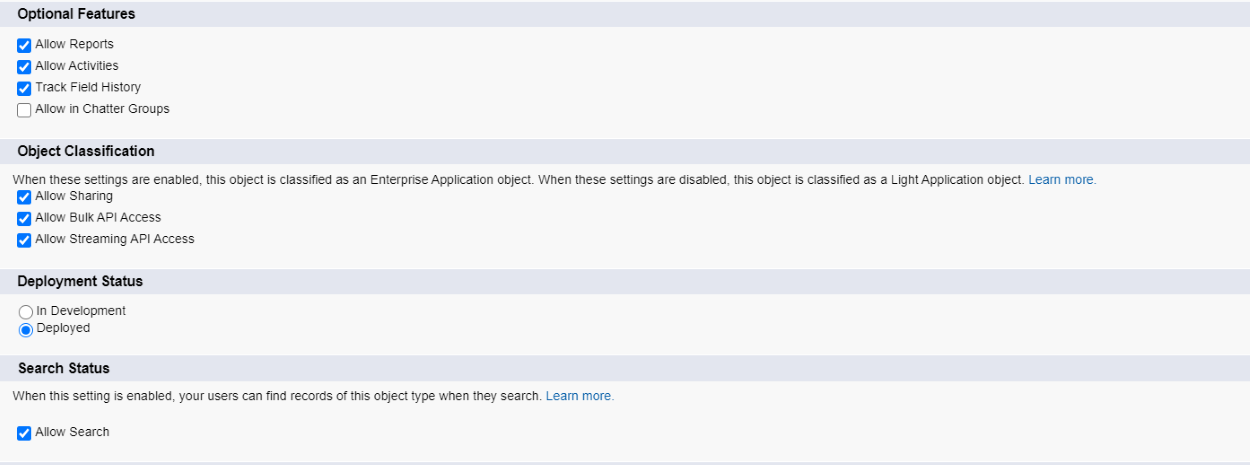 Optional Features
Allow Reports
Allow Activities
Track Field History
Allow in Chatter Groups
Object Classification
When these settings are enabled, this object is classified as an Enterprise Application object. When these settings are disabled, this object is classified as a Light Application object. Learn more.
Allow Sharing
Allow Bulk API Access
Allow Streaming API Access
Deployment Status
In Development
Deployed
Search Status
When this setting is enabled, your users can find records of this object type when they search. Learn more.
Allow Search